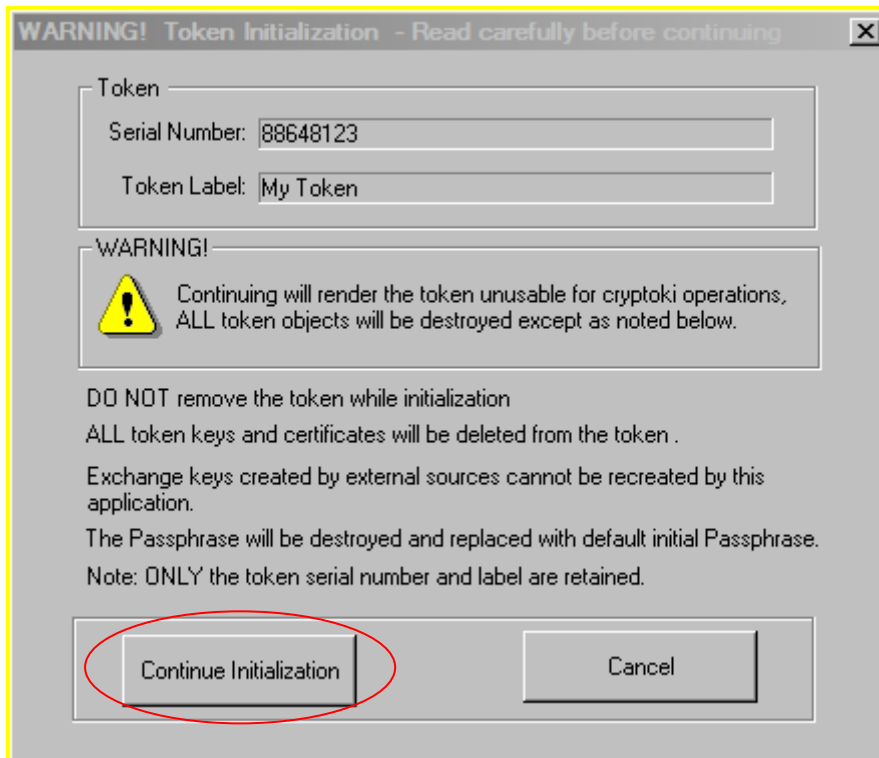 WARNING! Token Initialization - Read carefully before continuing
Token
Serial Number: 88648123
Token Label: My Token
WARNING!
Continuing will render the token unusable for cryptoki operations,
ALL token objects will be destroyed except as noted below.
DO NOT remove the token while initialization
ALL token keys and certificates will be deleted from the token .
Exchange keys created by external sources cannot be recreated by this
application.
The Passphrase will be destroyed and replaced with default initial Passphrase.
Note: ONLY the token serial number and label are retained.
Continue Initialization
Cancel